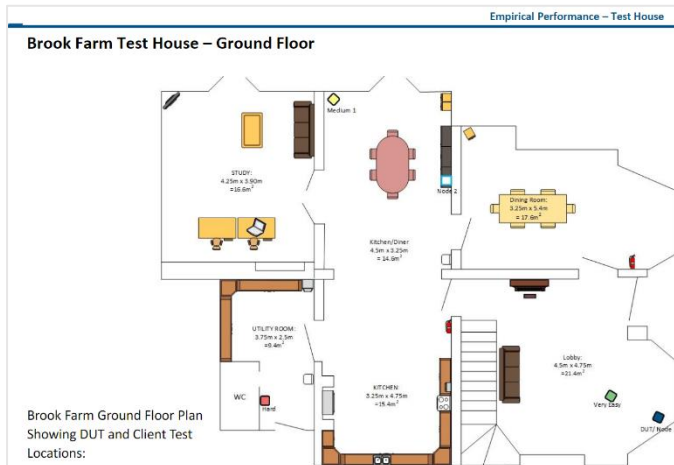 Empirical Performance – Test House
Brook Farm Test House – Ground Floor
Medium 1
STUDY:
4.25m x 3.90m
=16.6m²
Node 2
Dining Room:
3.25m x 5.4m
= 17.6m²
Kitchen/Diner
4.5m x 3.25m
= 14.6m²
UTILITY ROOM:
3.75m x 2.5m
=9.4m²
Lobby:
4.5m x 4.75m
=21.4m²
KITCHEN
3.25m x 4.75m
=15.4m²
WC
Hard
Very Easy
DUT/ Node
Brook Farm Ground Floor Plan
Showing DUT and Client Test
Locations: